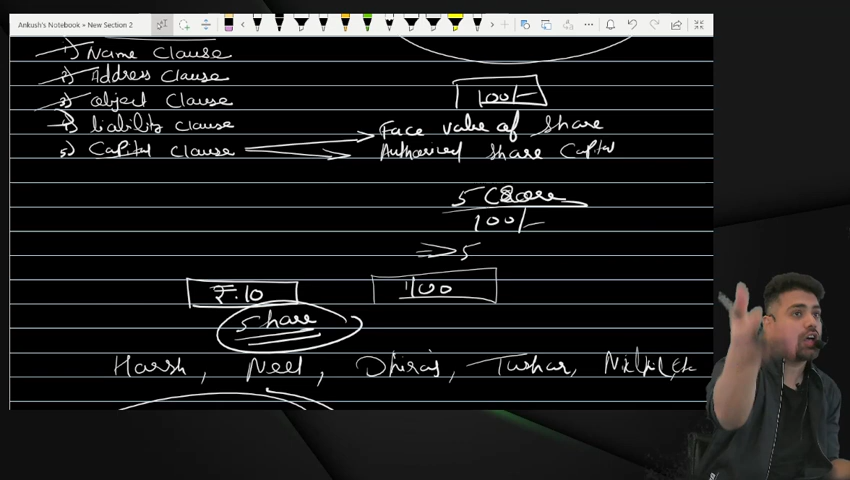 Ankush's Notebook • New Section 2
1) Name Clause
2) Address Clause
3) Object Clause
4) liability Clause
5) Capital Clause
100/-
Face value of Share
Authorized Share Capital
5 Crore
100/-
=> 5
₹.10
100
Share
Harsh, Neel, Dhiraj, Tushar, Nikhil, etc